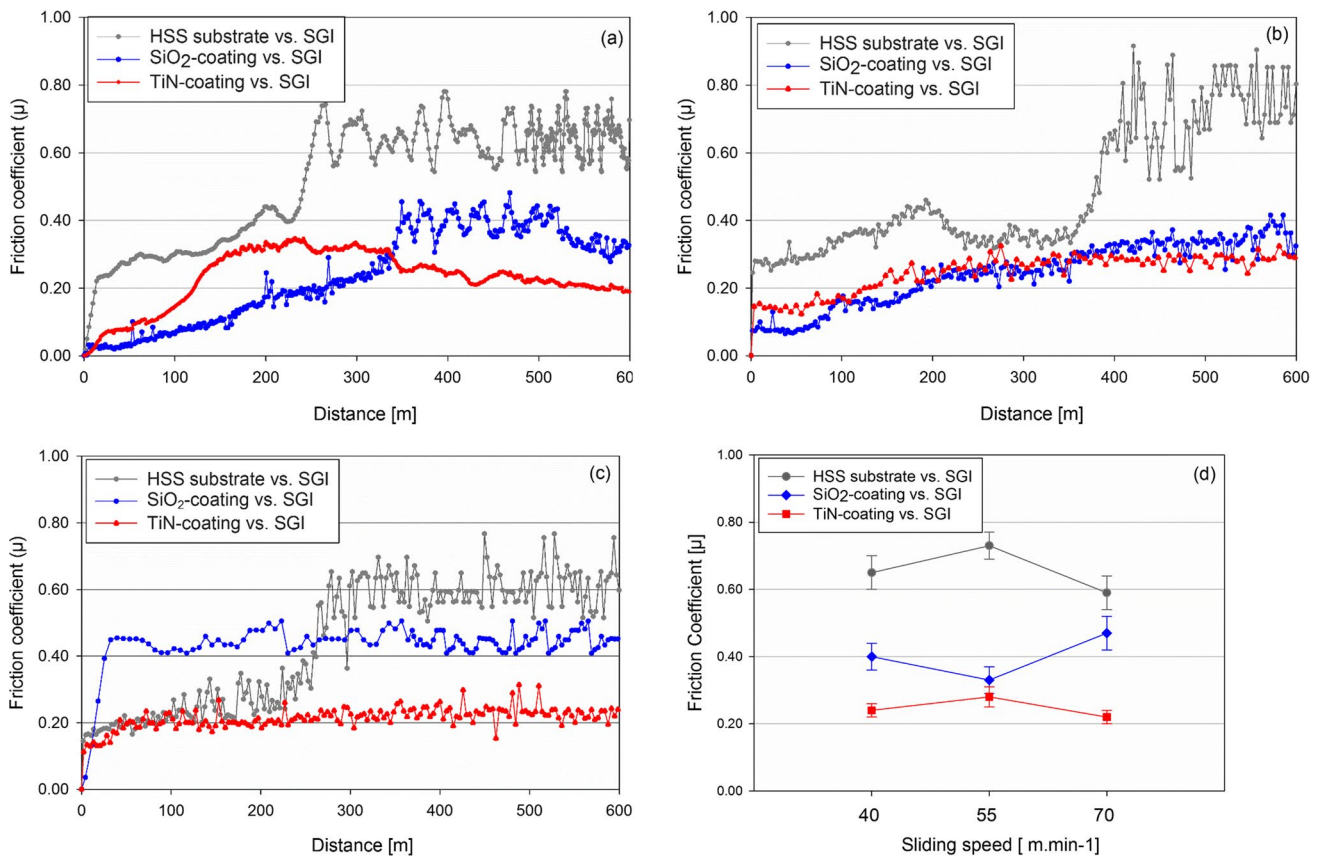 1.00
0.80
0.60
0.40
0.20
0.00
Friction coefficient (μ)
HSS substrate vs. SGI
SiO2-coating vs. SGI
TiN-coating vs. SGI
(a)
0 100 200 300 400 500 600
Distance [m]
1.00
0.80
0.60
0.40
0.20
0.00
Friction coefficient (μ)
HSS substrate vs. SGI
SiO2-coating vs. SGI
TiN-coating vs. SGI
(b)
0 100 200 300 400 500 600
Distance [m]
1.00
0.80
0.60
0.40
0.20
0.00
Friction coefficient (μ)
HSS substrate vs. SGI
SiO2-coating vs. SGI
TiN-coating vs. SGI
(c)
0 100 200 300 400 500 600
Distance [m]
1.00
0.80
0.60
0.40
0.20
0.00
Friction Coefficient [μ]
HSS substrate vs. SGI
SiO2-coating vs. SGI
TiN-coating vs. SGI
(d)
40 55 70
Sliding speed [ m.min-1]